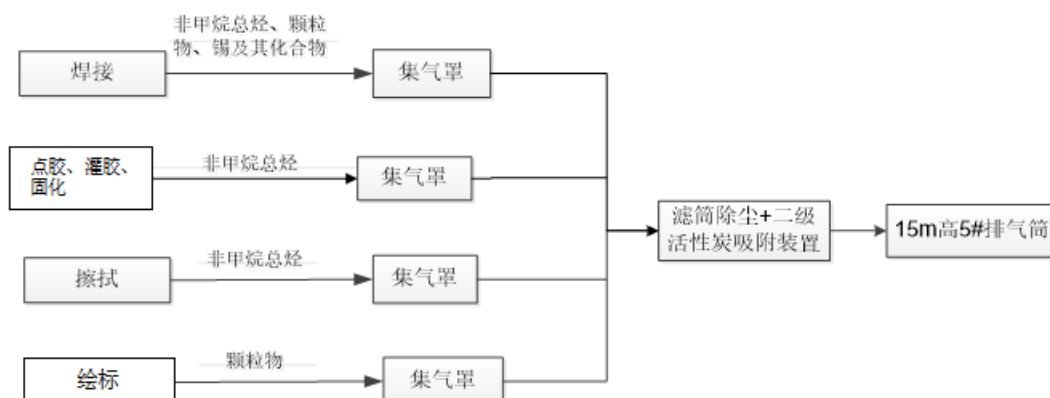 非甲烷总烃、颗粒
物、锡及其化合物
焊接
集气罩
点胶、灌胶、
固化
非甲烷总烃
集气罩
滤筒除尘+二级
活性炭吸附装置
15m高5#排气筒
擦拭
非甲烷总烃
集气罩
绘标
颗粒物
集气罩